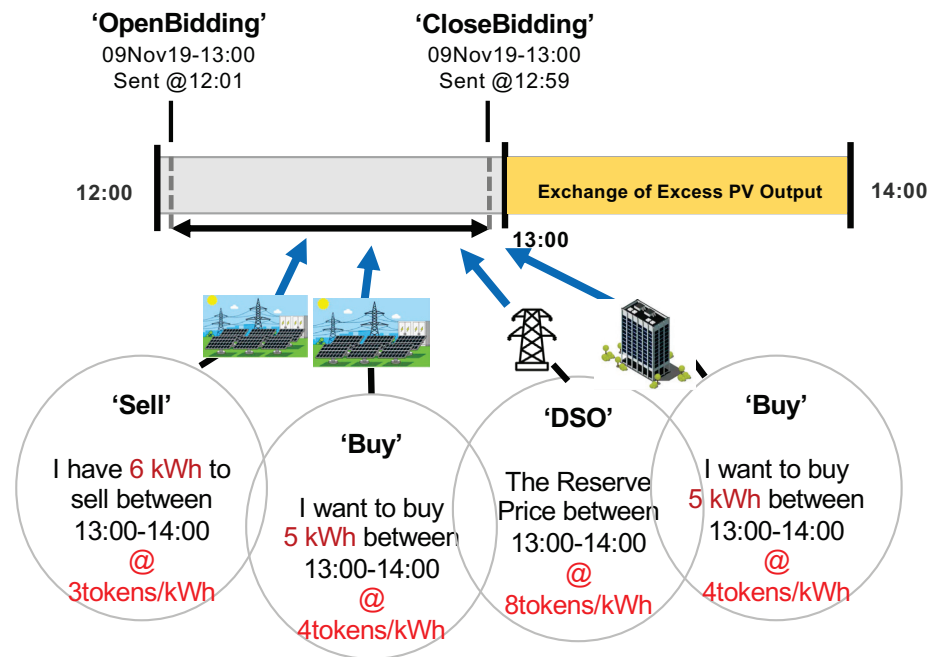 ‘OpenBidding’
09Nov19-13:00
Sent @12:01
‘CloseBidding’
09Nov19-13:00
Sent @12:59
12:00
Exchange of Excess PV Output
14:00
13:00
‘Sell’
I have 6 kWh to
sell between
13:00-14:00
@
3tokens/kWh
‘Buy’
I want to buy
5 kWh between
13:00-14:00
@
4tokens/kWh
‘DSO’
The Reserve
Price between
13:00-14:00
@
8tokens/kWh
‘Buy’
I want to buy
5 kWh between
13:00-14:00
@
4tokens/kWh